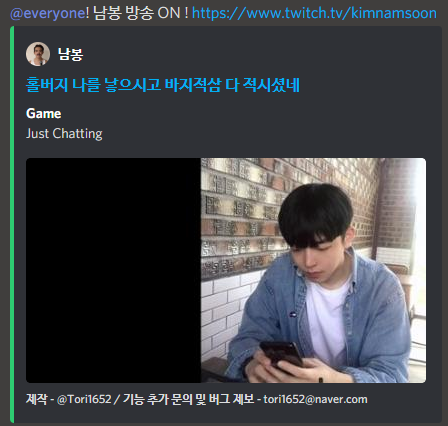 @everyone! 남봉 방송 ON ! https://www.twitch.tv/kimnamsoon
남봉
홀버지 나를 낳으시고 바지적삼 다 적시셨네
Game
Just Chatting
제작 - @Tori1652 / 기능 추가 문의 및 버그 제보 - tori1652@naver.com